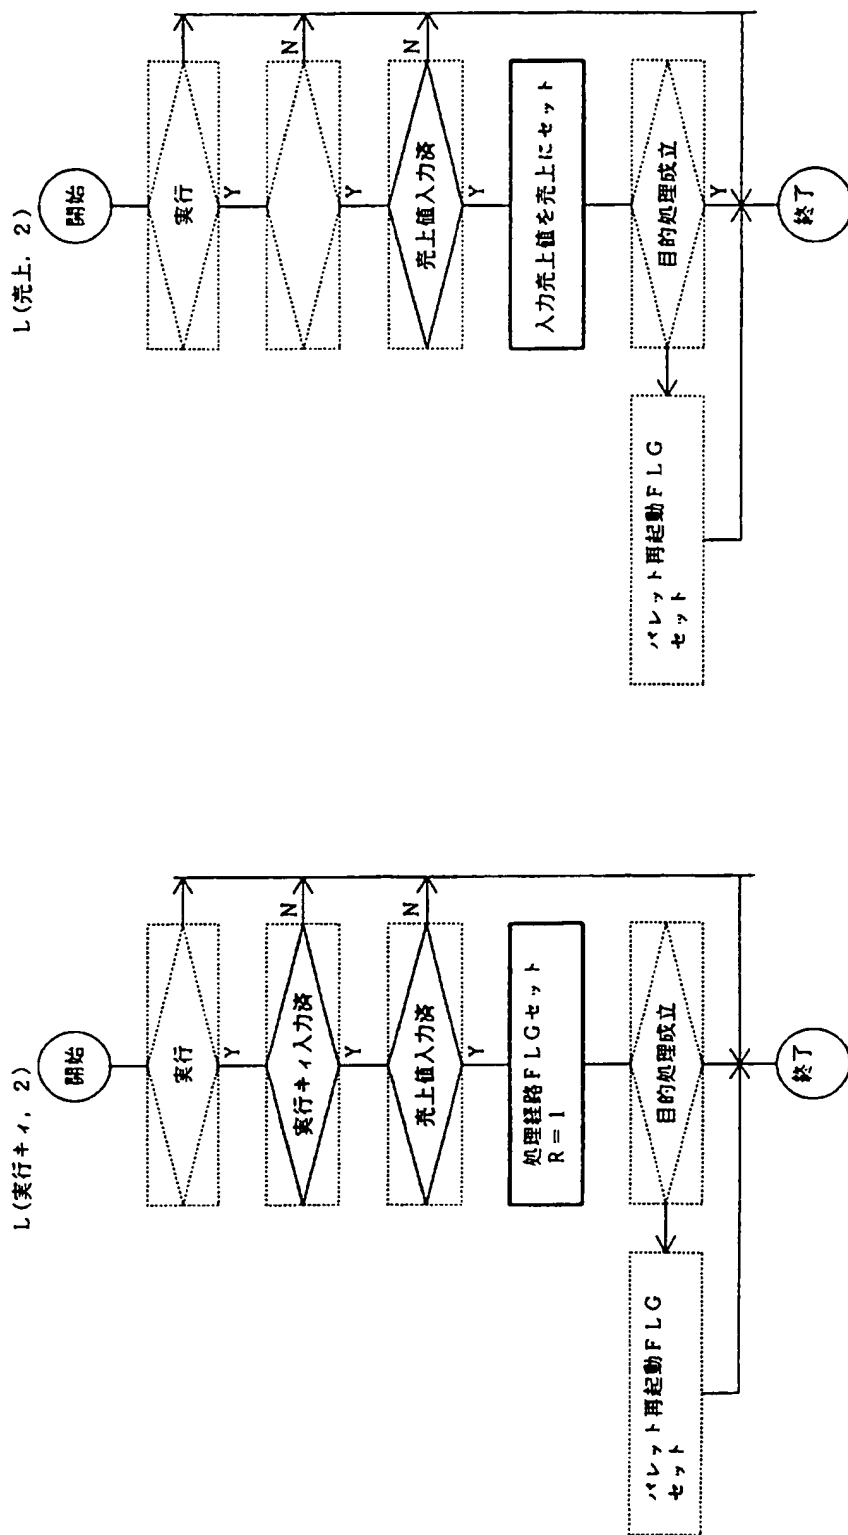 L(実行キィ, 2)
開始
実行
Y
実行キィ入力済
N
Y
売上値入力済
N
Y
処理経路FLGセット
R=1
目的処理成立
パレット再起動FLG
セット
終了
L(売上, 2)
開始
実行
Y
N
Y
売上値入力済
N
Y
入力売上値を売上にセット
目的処理成立
Y
パレット再起動FLG
セット
終了